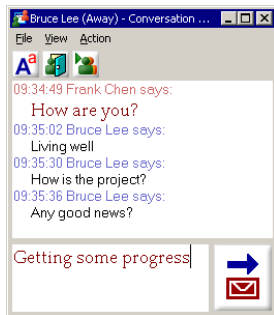 Bruce Lee (Away) - Conversation ...
File View Action
Aª
09:34:49 Frank Chen says:
How are you?
09:35:02 Bruce Lee says:
Living well
09:35:30 Bruce Lee says:
How is the project?
09:35:36 Bruce Lee says:
Any good news?
Getting some progress